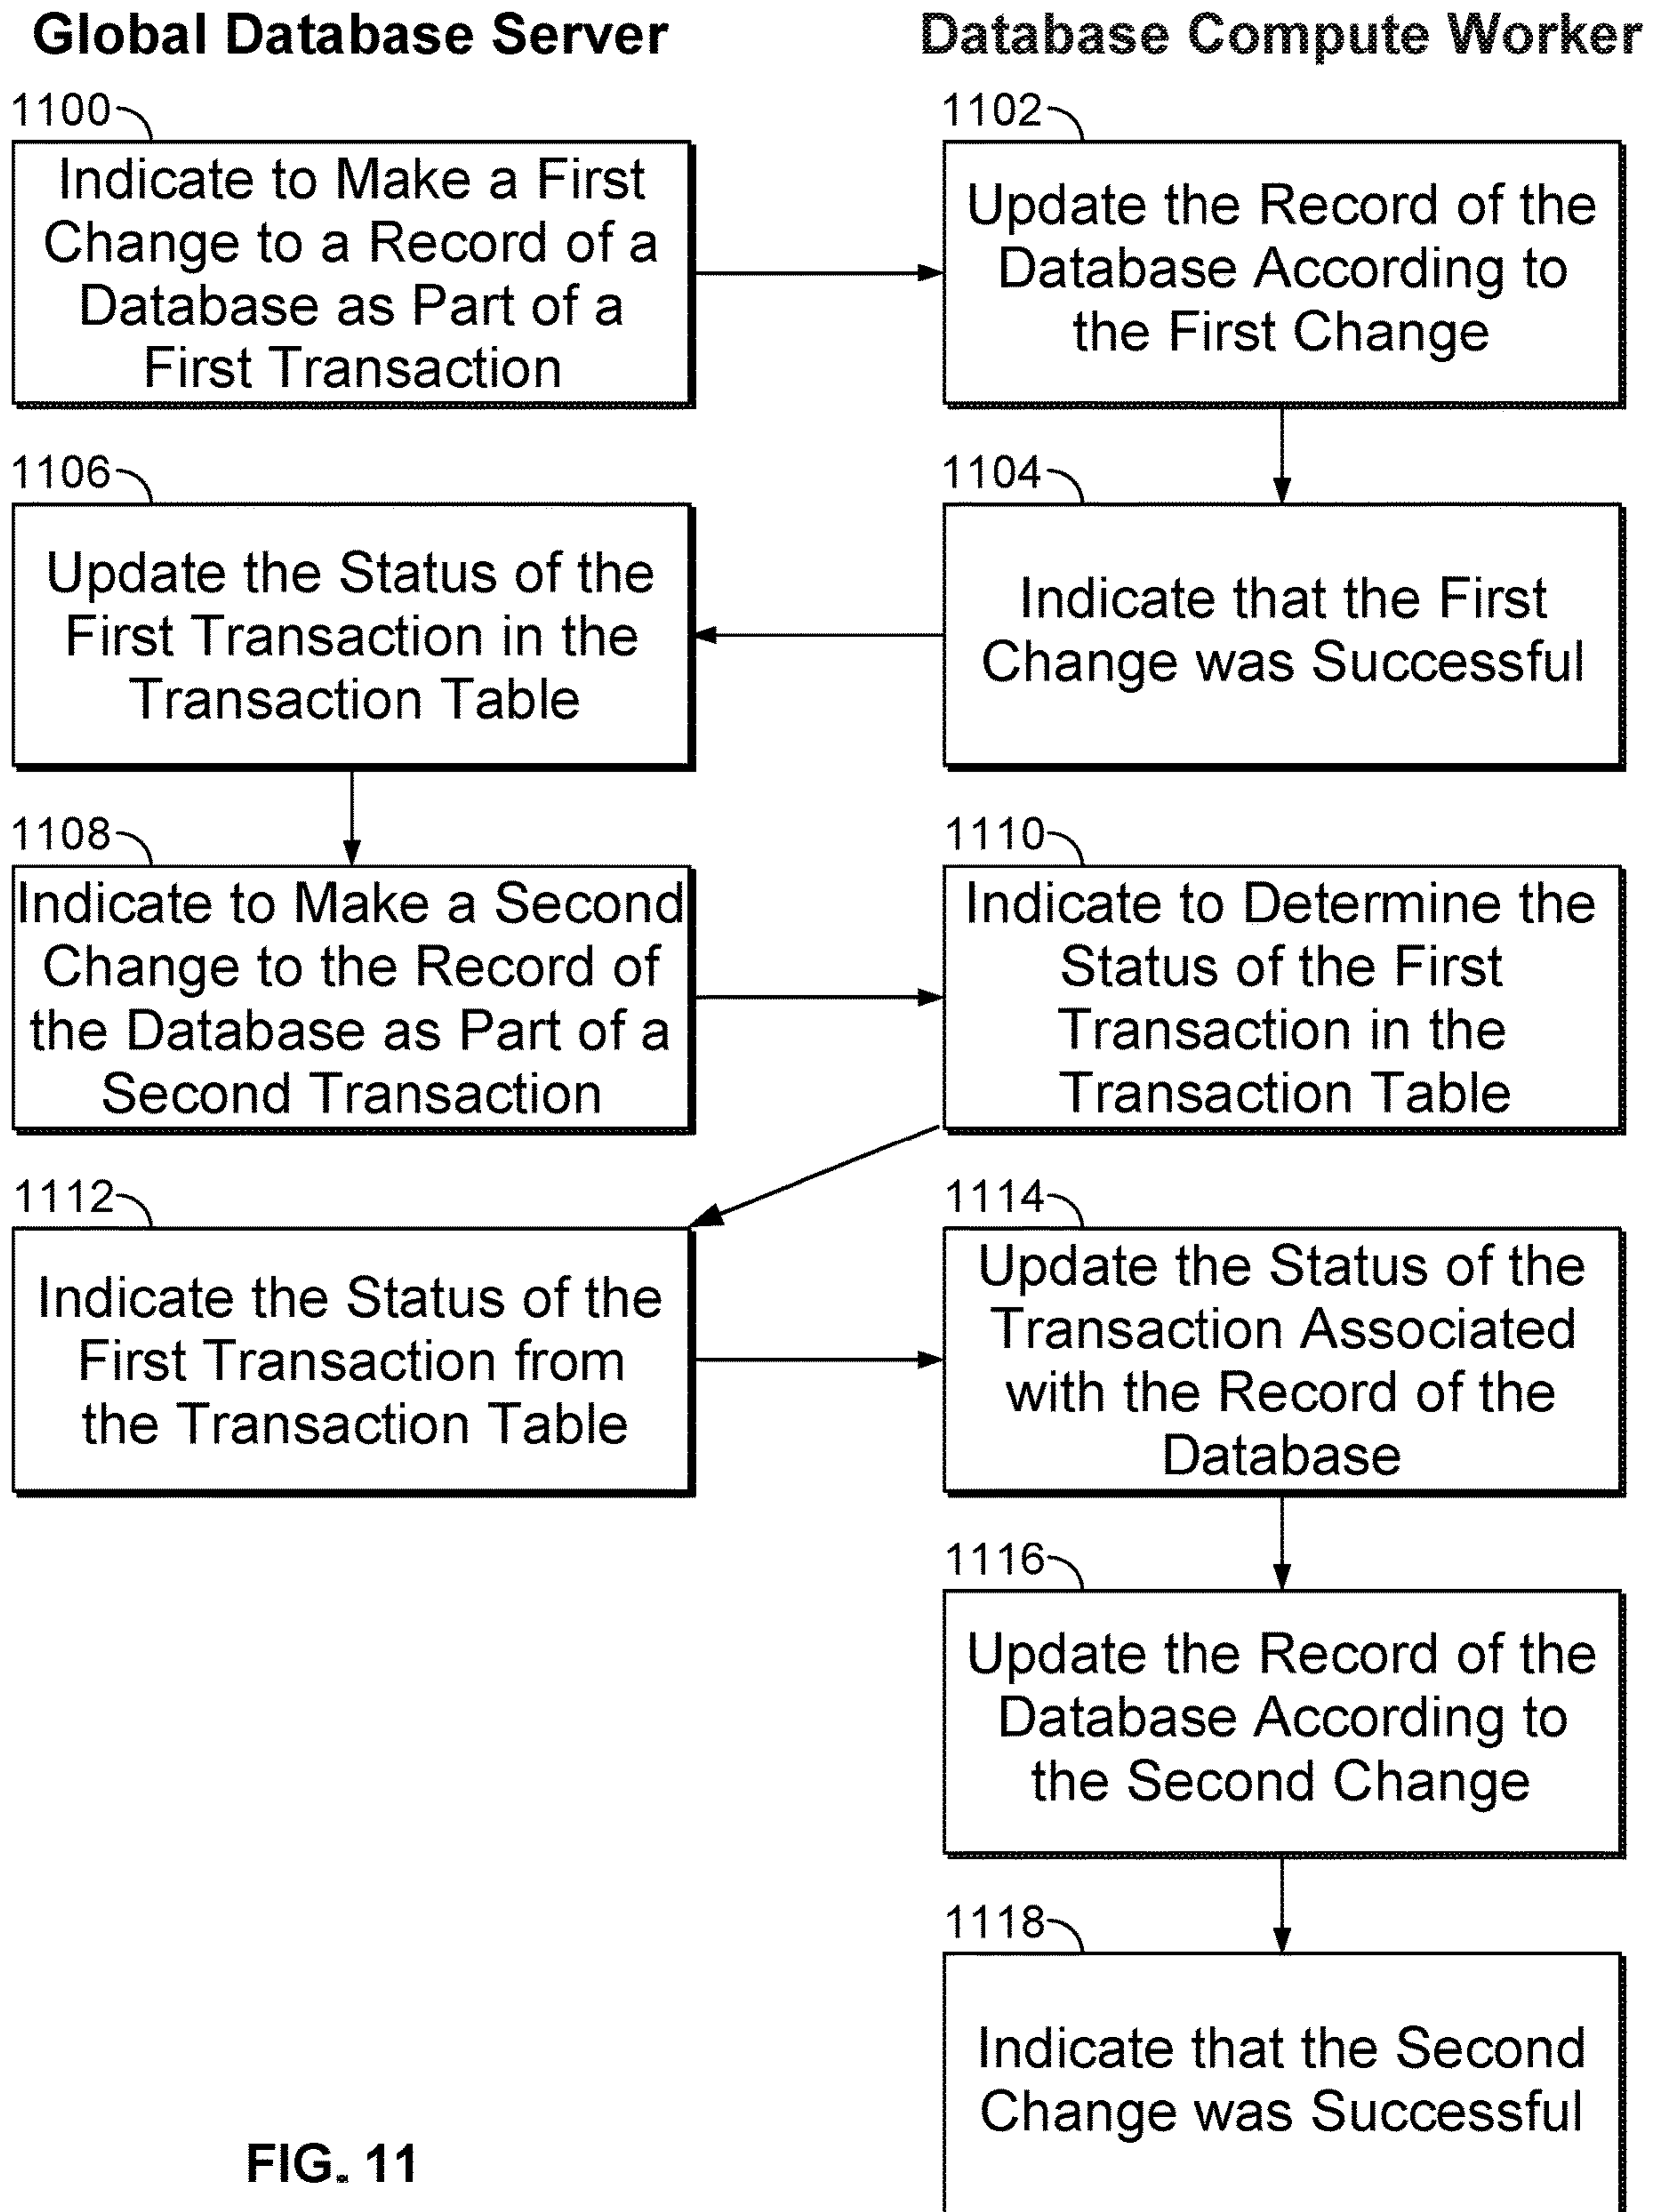 Global Database Server
Database Compute Worker
1100
Indicate to Make a First
Change to a Record of a
Database as Part of a
First Transaction
1102
Update the Record of the
Database According to
the First Change
1106
Update the Status of the
First Transaction in the
Transaction Table
1104
Indicate that the First
Change was Successful
1108
Indicate to Make a Second
Change to the Record of
the Database as Part of a
Second Transaction
1110
Indicate to Determine the
Status of the First
Transaction in the
Transaction Table
1112
Indicate the Status of the
First Transaction from
the Transaction Table
1114
Update the Status of the
Transaction Associated
with the Record of the
Database
1116
Update the Record of the
Database According to
the Second Change
1118
Indicate that the Second
Change was Successful
FIG. 11